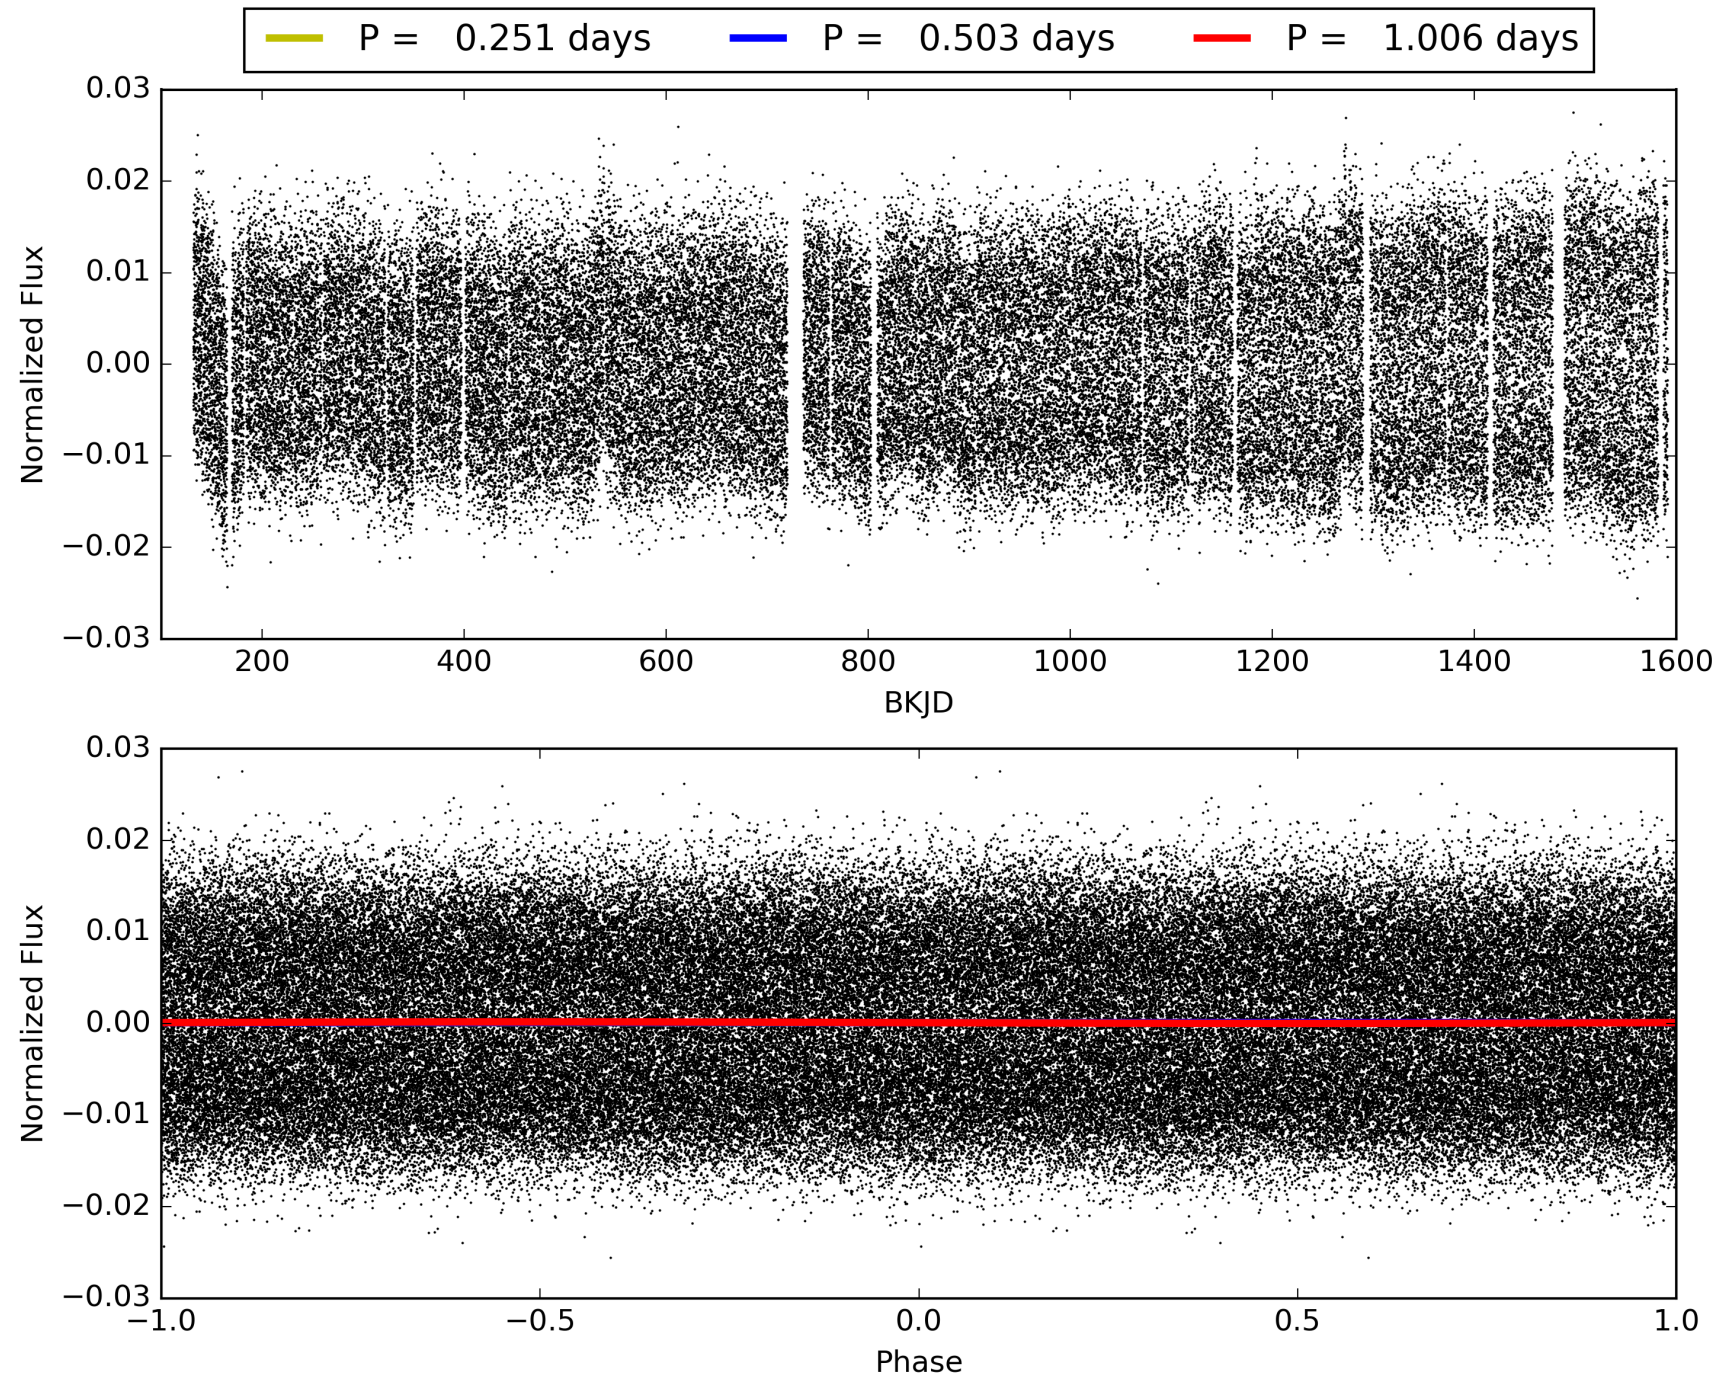 P = 0.251 days P = 0.503 days P = 1.006 days
0.03
0.02
0.01
0.00
−0.01
−0.02
−0.03
Normalized Flux
200 400 600 800 1000 1200 1400 1600
BKJD
0.03
0.02
0.01
0.00
−0.01
−0.02
−0.03
Normalized Flux
−1.0 −0.5 0.0 0.5 1.0
Phase